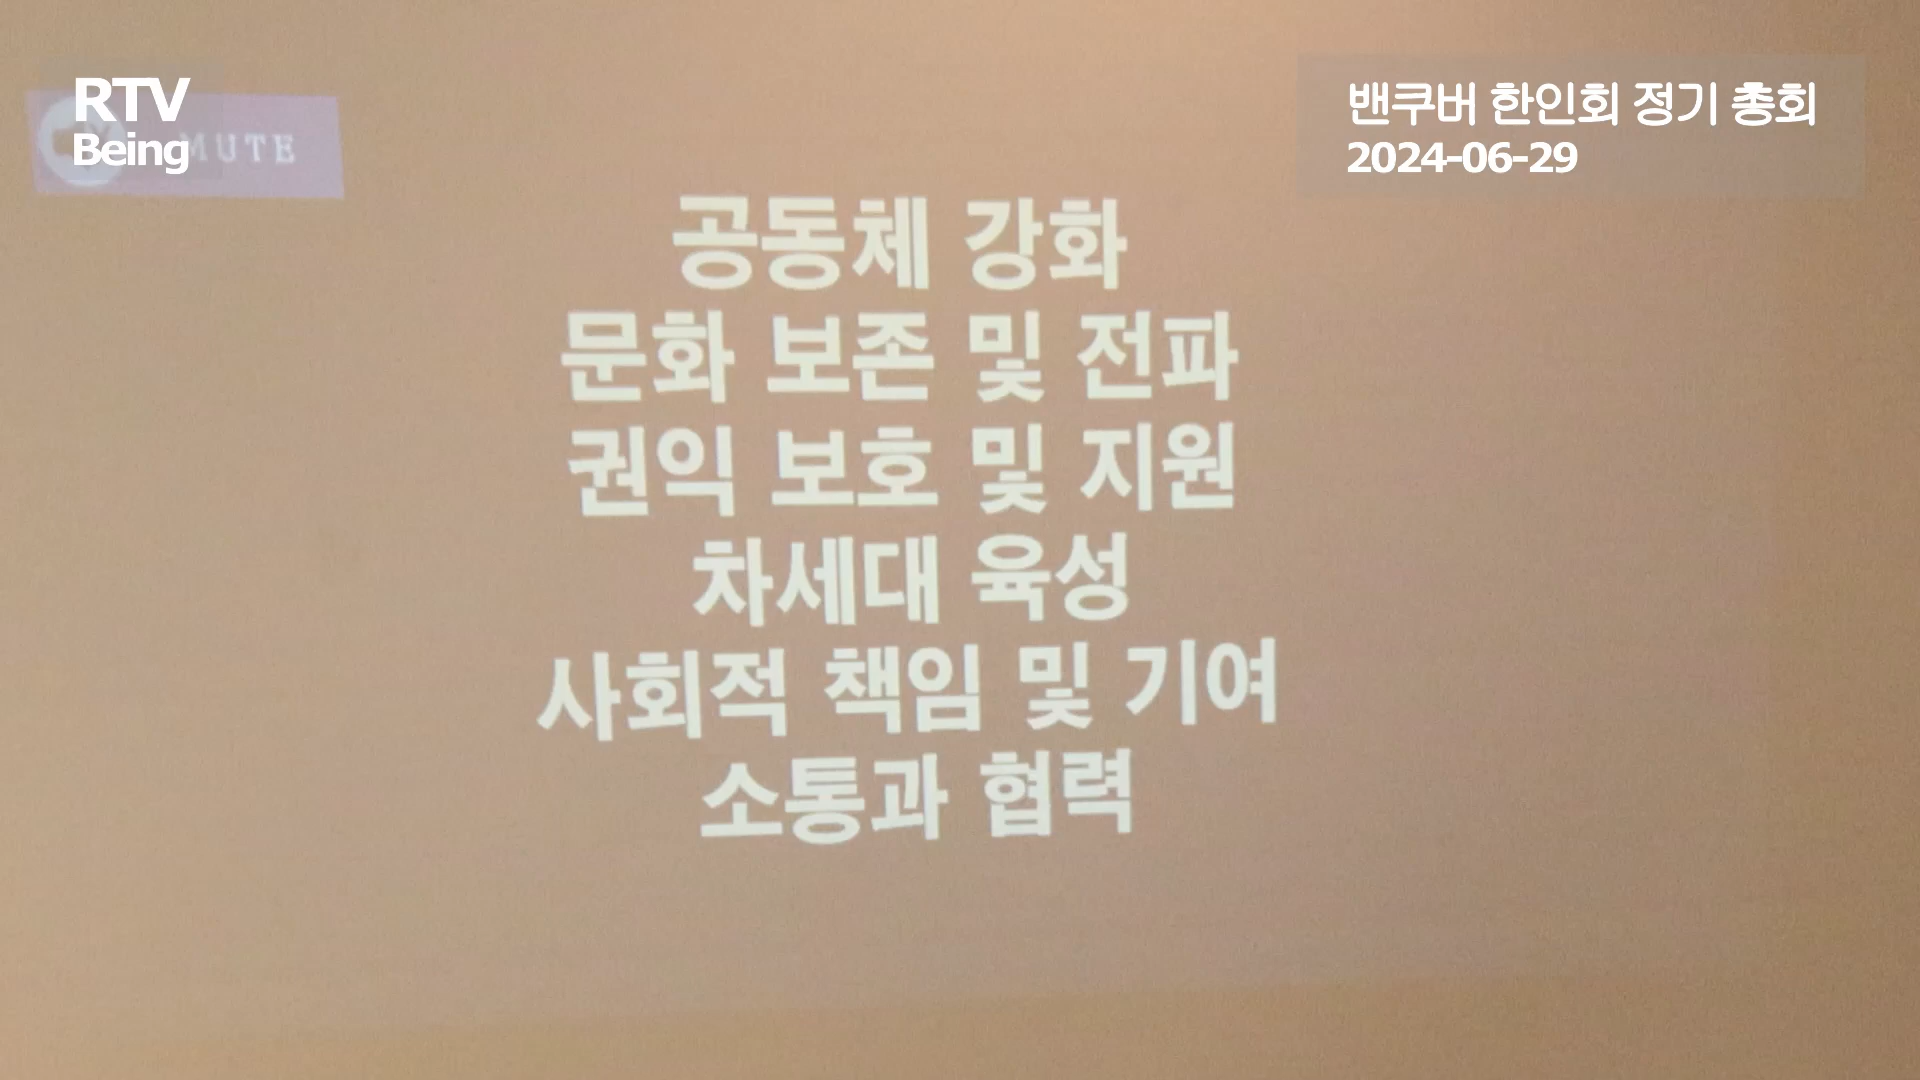 RTV
Being
MUTE
밴쿠버 한인회 정기 총회
2024-06-29
공동체 강화
문화 보존 및 전파
권익 보호 및 지원
차세대 육성
사회적 책임 및 기여
소통과 협력